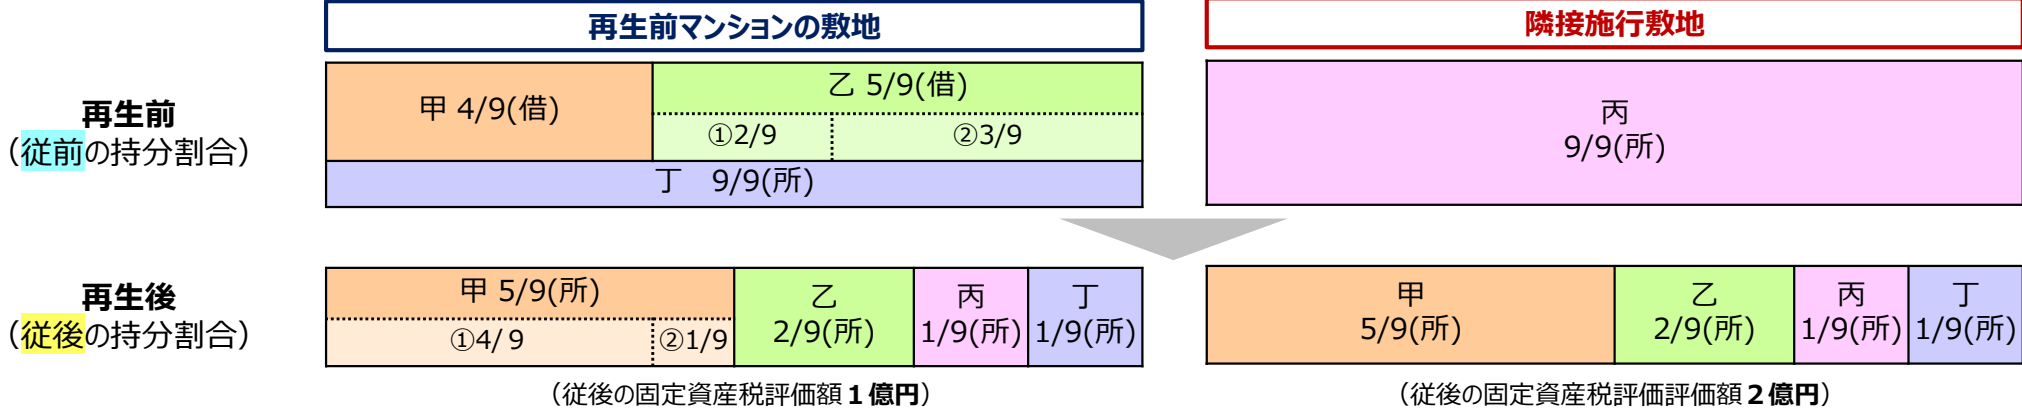 再生前マンションの敷地
隣接施行敷地
再生前
(従前の持分割合)
甲 4/9(借)
乙 5/9(借)
①2/9
②3/9
丁 9/9(所)
丙
9/9(所)
再生後
(従後の持分割合)
甲 5/9(所)
①4/ 9
②1/9
乙
2/9(所)
丙
1/9(所)
丁
1/9(所)
甲
5/9(所)
乙
2/9(所)
丙
1/9(所)
丁
1/9(所)
(従後の固定資産税評価額1億円)
(従後の固定資産税評価評価額2億円)